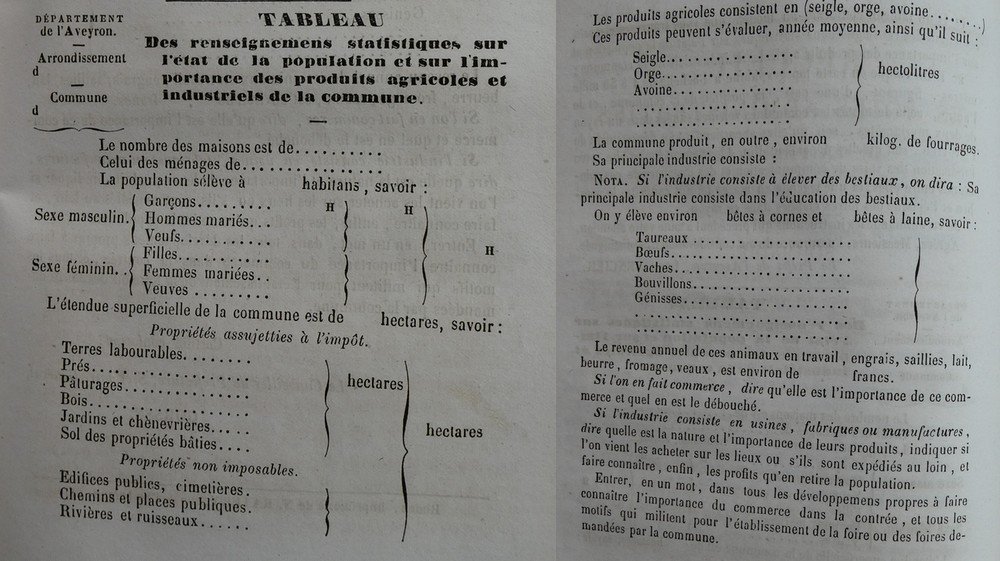 DÉPARTEMENT
de l'Aveyron.
Arrondissement
d
Commune
d
TABLEAU
Des renseignemens statistiques sur
l'état de la population et sur l'im-
portance des produits agricoles et
industriels de la commune.
Le nombre des maisons est de..........
Celui des ménages de................
La population sélève à habitans, savoir :
Sexe masculin.
Garçons.........
Hommes mariés...
Veufs...........
H
H
H
Sexe féminin..
Filles...........
Femmes mariées..
Veuves .........
L'étendue superficielle de la commune est de hectares, savoir :
Propriétés assujetties à l'impôt.
Terres labourables........
Prés....................
Pâturages...............
Bois....................
Jardins et chènevrières.....
Sol des propriétés bâties....
hectares
hectares
Propriétés non imposables.
Edifices publics, cimetières.
Chemins et places publiques.
Rivières et ruisseaux......
Les produits agricoles consistent en (seigle, orge, avoine........)
Ces produits peuvent s'évaluer, année moyenne, ainsi qu'il suit :
Seigle...................
Orge....................
Avoine..................
hectolitres
La commune produit, en outre, environ kilog. de fourrages.
Sa principale industrie consiste :
NOTA. Si l'industrie consiste à élever des bestiaux, on dira : Sa
principale industrie consiste dans l'éducation des bestiaux.
On y élève environ bêtes à cornes et bêtes à laine, savoir :
Taureaux .......................
Bœufs..........................
Vaches..........................
Bouvillons.......................
Génisses........................
Le revenu annuel de ces animaux en travail, engrais, saillies, lait,
beurre, fromage, veaux, est environ de francs.
Si l'on en fait commerce, dire qu'elle est l'importance de ce com-
merce et quel en est le débouché.
Si l'industrie consiste en usines, fabriques ou manufactures,
dire quelle est la nature et l'importance de leurs produits, indiquer si
l'on vient les acheter sur les lieux ou s'ils sont expédiés au loin, et
faire connaître, enfin, les profits qu'en retire la population.
Entrer, en un mot, dans tous les développemens propres à faire
connaître l'importance du commerce dans la contrée, et tous les
motifs qui militent pour l'établissement de la foire ou des foires de-
mandées par la commune.